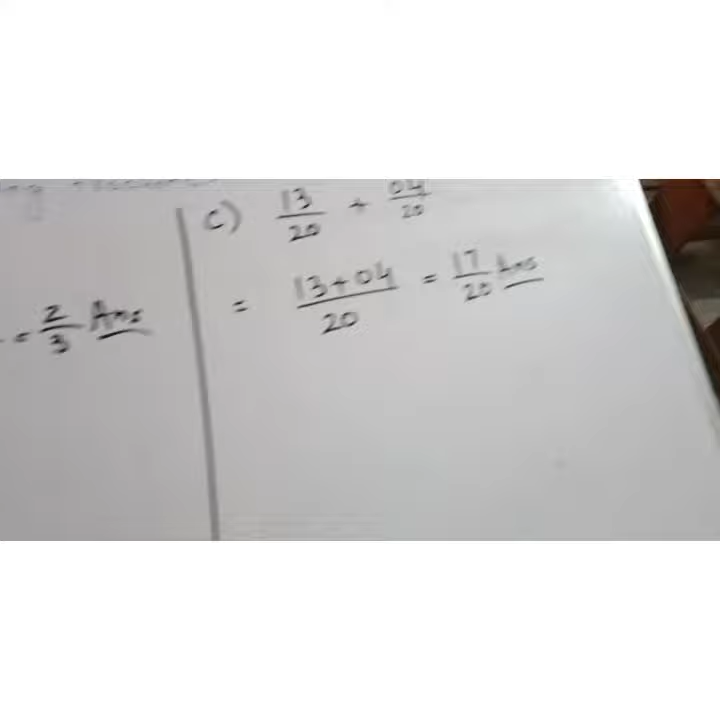 c) 13/20 + 04/20
= 13+04/20 = 17/20 Ans
= 2/3 Ans